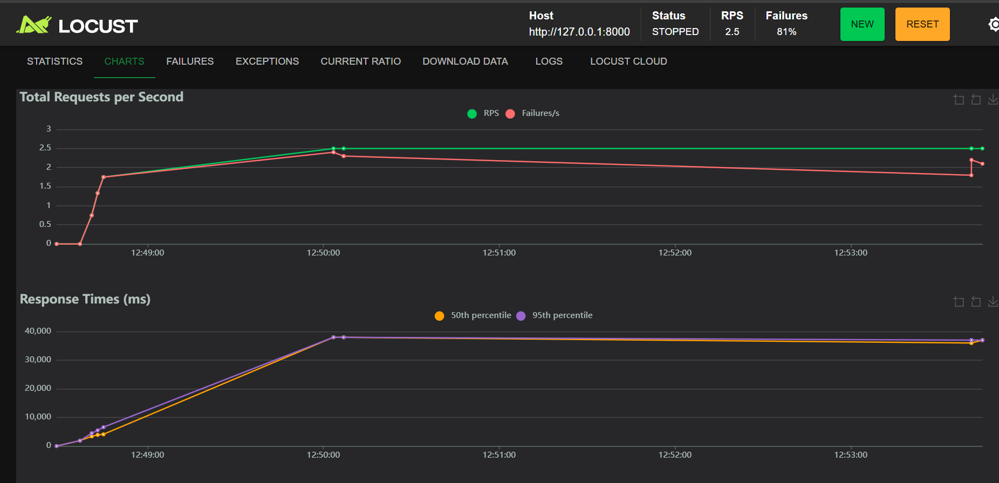 LOCUST
Host
http://127.0.0.1:8000
Status
STOPPED
RPS
2.5
Failures
81%
NEW
RESET
STATISTICS CHARTS FAILURES EXCEPTIONS CURRENT RATIO DOWNLOAD DATA LOGS LOCUST CLOUD
Total Requests per Second
RPS Failures/s
3
2.5
2
1.5
1
0.5
0
12:49:00 12:50:00 12:51:00 12:52:00 12:53:00
Response Times (ms)
50th percentile 95th percentile
40,000
30,000
20,000
10,000
0
12:49:00 12:50:00 12:51:00 12:52:00 12:53:00